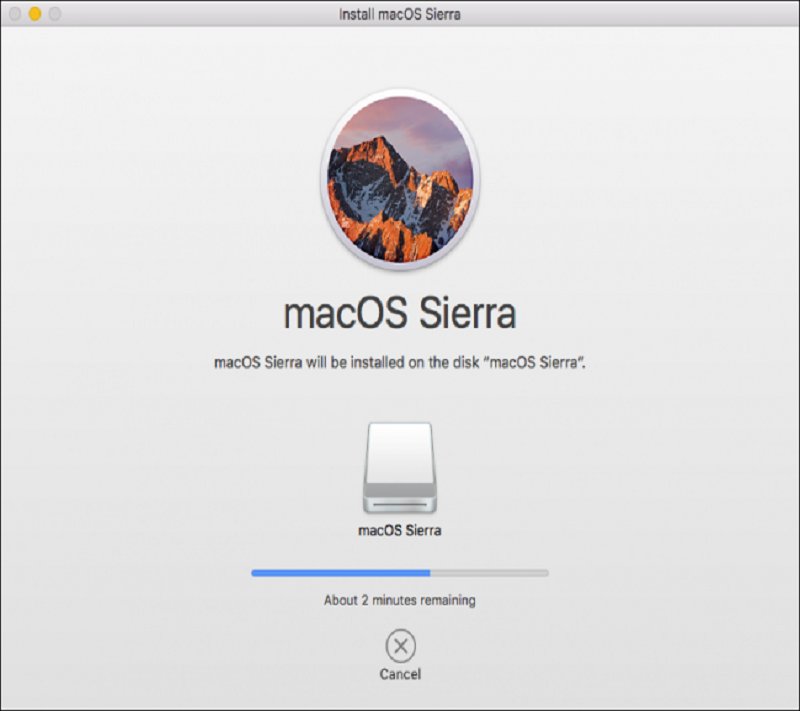 Install macOS Sierra
macOS Sierra
macOS Sierra will be installed on the disk “macOS Sierra”.
macOS Sierra
About 2 minutes remaining
Cancel